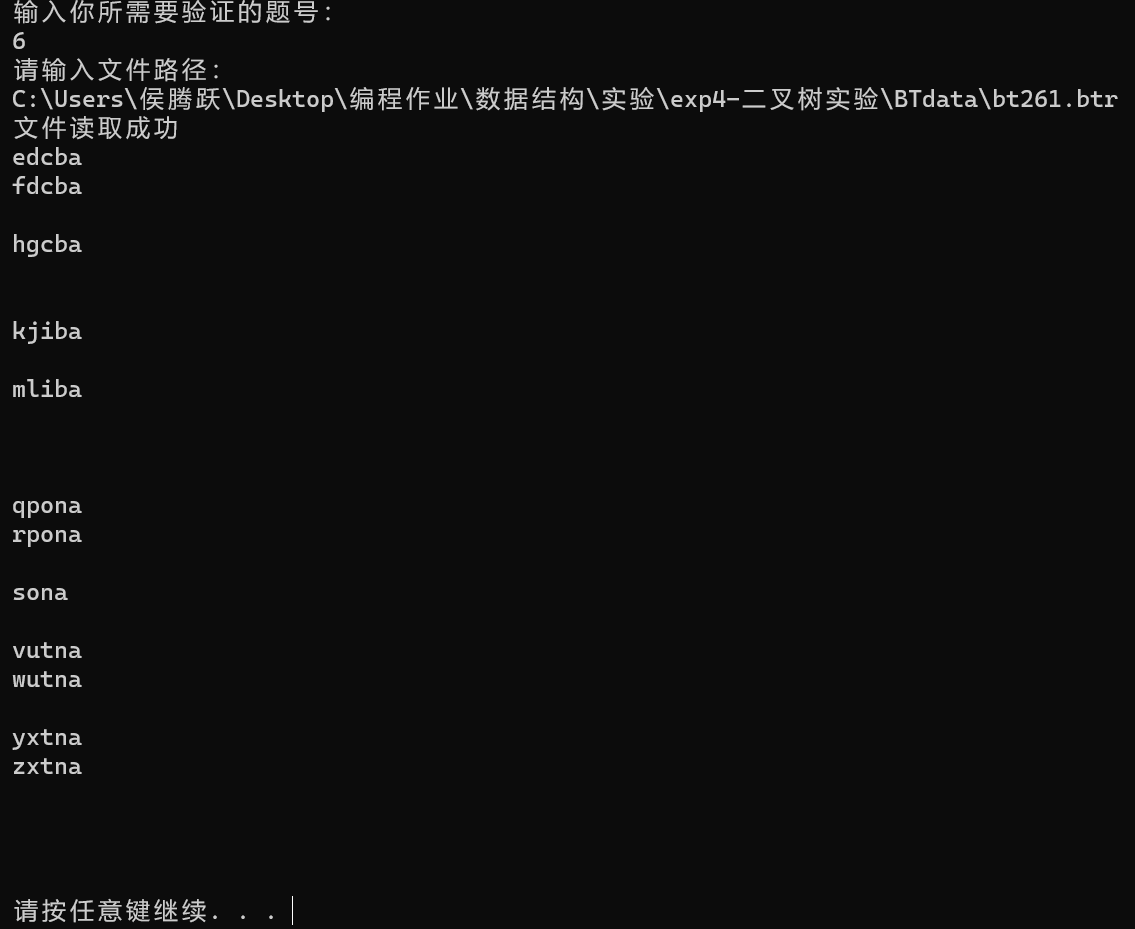 输入你所需要验证的题号：
6
请输入文件路径：
C:\Users\侯腾跃\Desktop\编程作业\数据结构\实验\exp4-二叉树实验\BTdata\bt261.btr
文件读取成功
edcba
fdcba
hgcba
kjiba
mliba
qpona
rpona
sona
vutna
wutna
yxtna
zxtna
请按任意键继续. . .